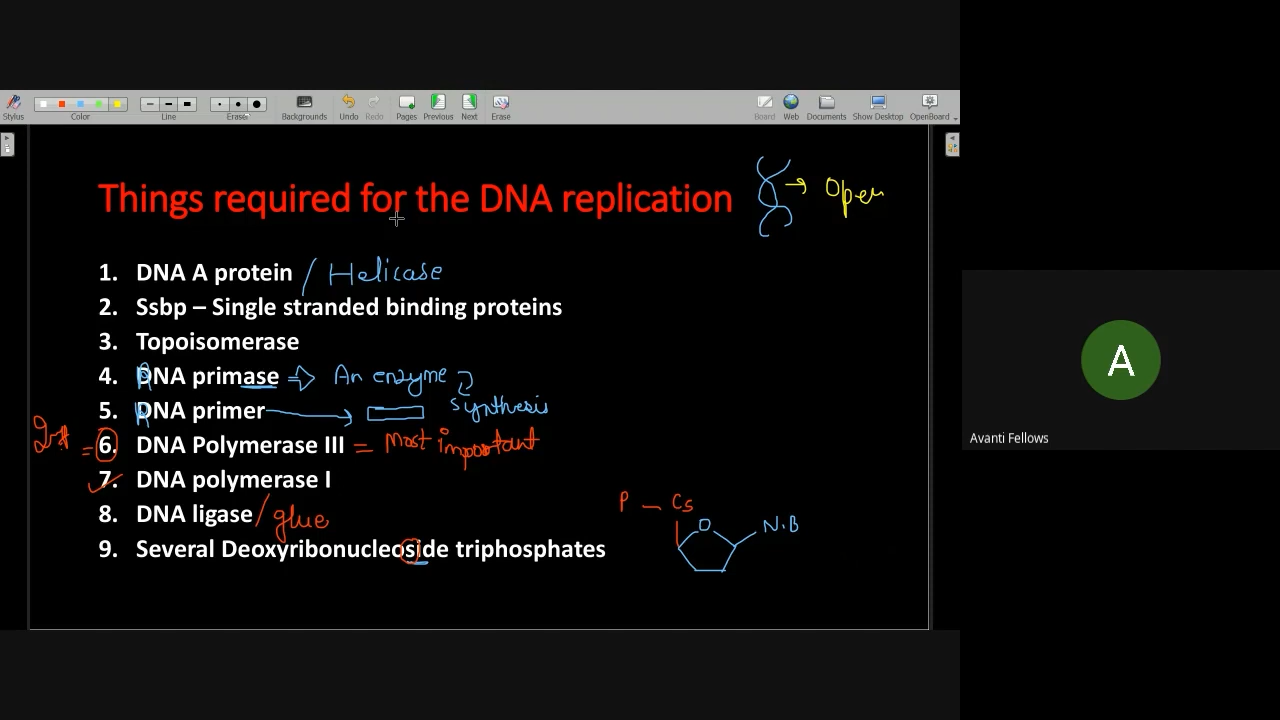 Stylus Color Line Eraser Backgrounds Undo Redo Pages Previous Next Erase Board Web Documents Show Desktop OpenBoard
Things required for the DNA replication
Open
1. DNA A protein / Helicase
2. Ssbp – Single stranded binding proteins
3. Topoisomerase
4. DNA primase ⇒ An enzyme
5. DNA primer → synthesis
= 6. DNA Polymerase III = Most important
7. DNA polymerase I
8. DNA ligase / glue
9. Several Deoxyribonucleoside triphosphates
P — C5
O N.B
A
Avanti Fellows